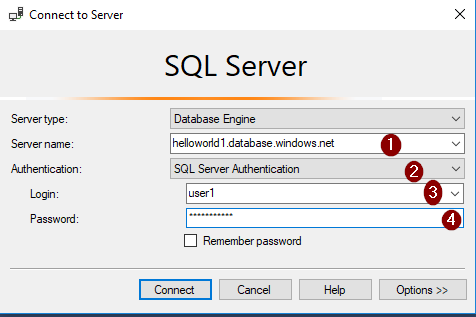 Connect to Server
SQL Server
Server type: Database Engine
Server name: helloworld1.database.windows.net 1
Authentication: SQL Server Authentication 2
Login: user1 3
Password: *********** 4
Remember password
Connect Cancel Help Options >>